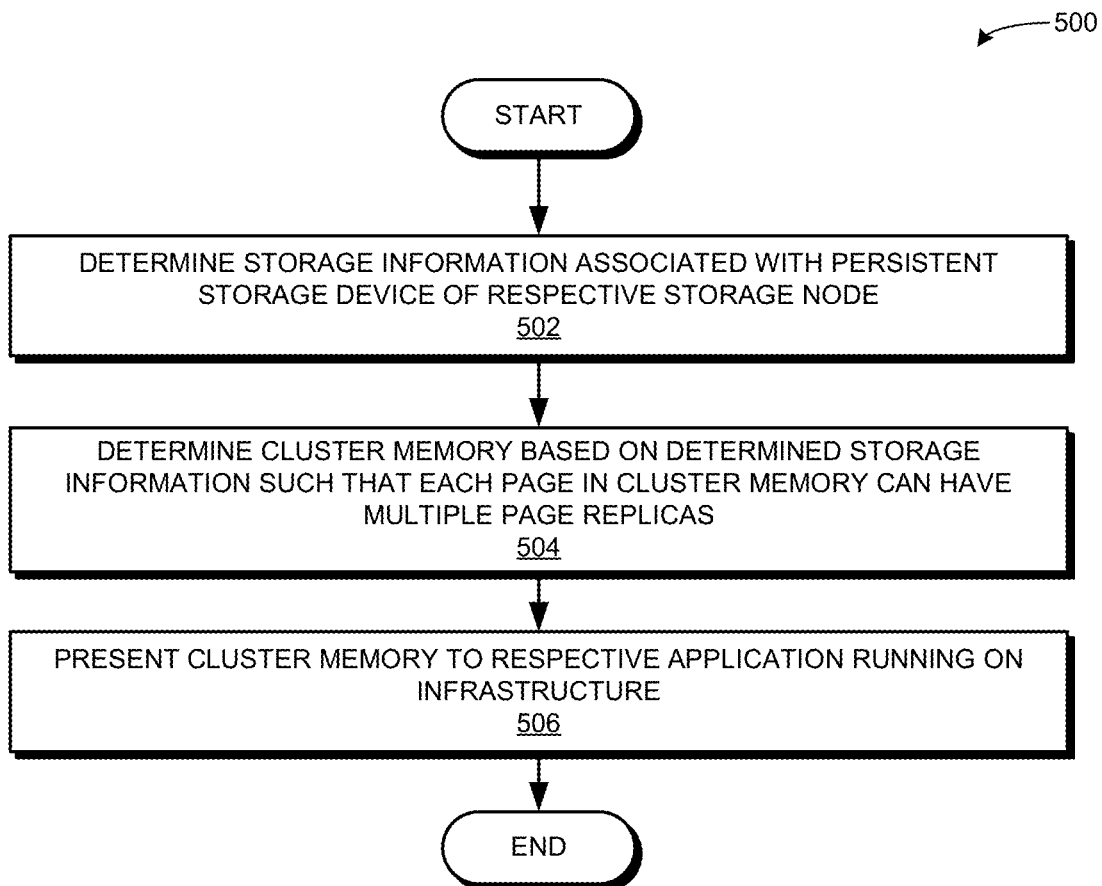 500
START
DETERMINE STORAGE INFORMATION ASSOCIATED WITH PERSISTENT
STORAGE DEVICE OF RESPECTIVE STORAGE NODE
502
DETERMINE CLUSTER MEMORY BASED ON DETERMINED STORAGE
INFORMATION SUCH THAT EACH PAGE IN CLUSTER MEMORY CAN HAVE
MULTIPLE PAGE REPLICAS
504
PRESENT CLUSTER MEMORY TO RESPECTIVE APPLICATION RUNNING ON
INFRASTRUCTURE
506
END